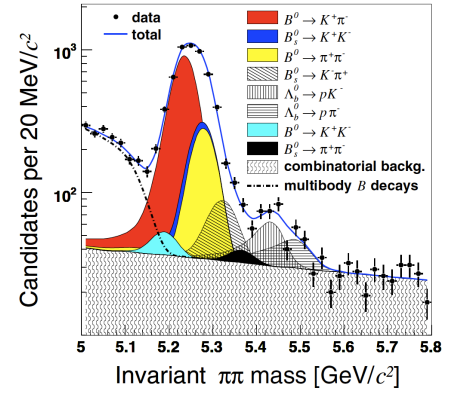 Candidates per 20 MeV/c²
10³
10²
data
total
B⁰ → K⁺π⁻
B⁰ₛ → K⁺K⁻
B⁰ → π⁺π⁻
B⁰ₛ → K⁻π⁺
Λ⁰_b → pK⁻
Λ⁰_b → pπ⁻
B⁰ → K⁺K⁻
B⁰ₛ → π⁺π⁻
combinatorial backg.
multibody B decays
5 5.1 5.2 5.3 5.4 5.5 5.6 5.7 5.8
Invariant ππ mass [GeV/c²]